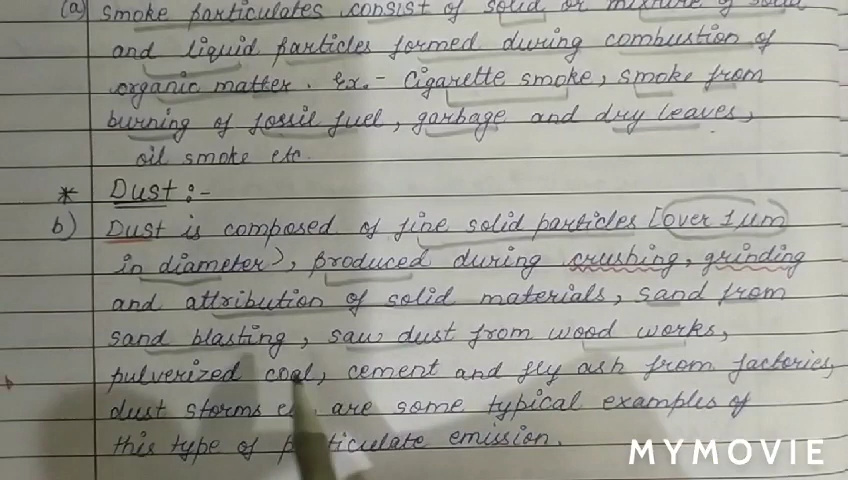 (a) smoke particulates consist of solid or mixture of solid
and liquid particles formed during combustion of
organic matter. Ex.- Cigarette smoke, smoke from
burning of fossil fuel, garbage and dry leaves,
oil smoke etc.
* Dust :-
b) Dust is composed of fine solid particles (over 1 µm
in diameter), produced during crushing, grinding
and attribution of solid materials, sand from
sand blasting, saw dust from wood works,
pulverized coal, cement and fly ash from factories,
dust storms are some typical examples of
this type of emission.
MYMOVIE